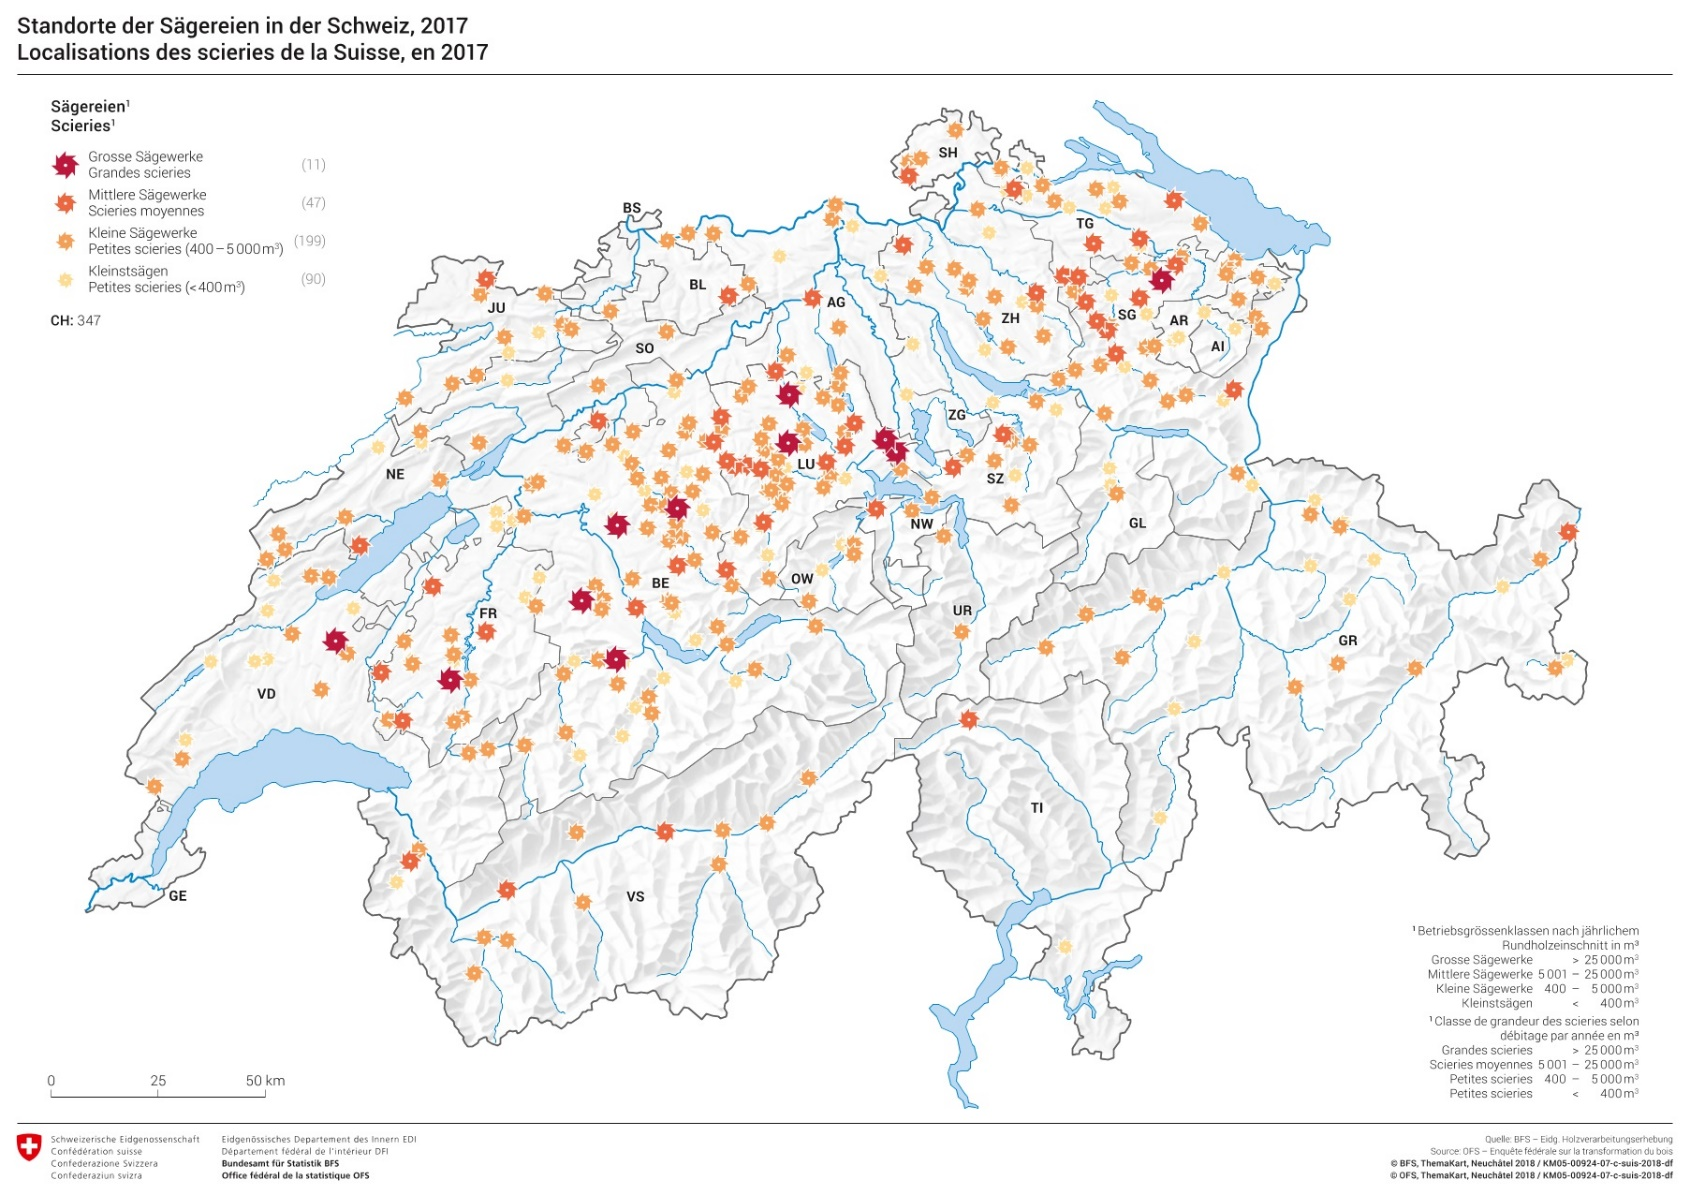 Standorte der Sägereien in der Schweiz, 2017
Localisations des scieries de la Suisse, en 2017
Sägereien¹
Scieries¹
Grosse Sägewerke
Grandes scieries (11)
Mittlere Sägewerke
Scieries moyennes (47)
Kleine Sägewerke
Petites scieries (400 – 5 000 m³) (199)
Kleinstsägen
Petites scieries (< 400 m³) (90)
CH: 347
SH
BS
TG
BL
JU
AG
ZH
SG
AR
AI
SO
ZG
LU
SZ
NE
NW
GL
OW
BE
FR
UR
GR
VD
TI
VS
GE
¹ Betriebsgrössenklassen nach jährlichem
Rundholzeinschnitt in m³
Grosse Sägewerke > 25 000 m³
Mittlere Sägewerke 5 001 – 25 000 m³
Kleine Sägewerke 400 – 5 000 m³
Kleinstsägen < 400 m³
¹ Classe de grandeur des scieries selon
débitage par année en m³
Grandes scieries > 25 000 m³
Scieries moyennes 5 001 – 25 000 m³
Petites scieries 400 – 5 000 m³
Petites scieries < 400 m³
0 25 50 km
Schweizerische Eidgenossenschaft
Confédération suisse
Confederazione Svizzera
Confederaziun svizra
Eidgenössisches Departement des Innern EDI
Département fédéral de l'intérieur DFI
Bundesamt für Statistik BFS
Office fédéral de la statistique OFS
Quelle: BFS – Eidg. Holzverarbeitungserhebung
Source: OFS – Enquête fédérale sur la transformation du bois
© BFS, ThemaKart, Neuchâtel 2018 / KM05-00924-07-c-suis-2018-df
© OFS, ThemaKart, Neuchâtel 2018 / KM05-00924-07-c-suis-2018-df